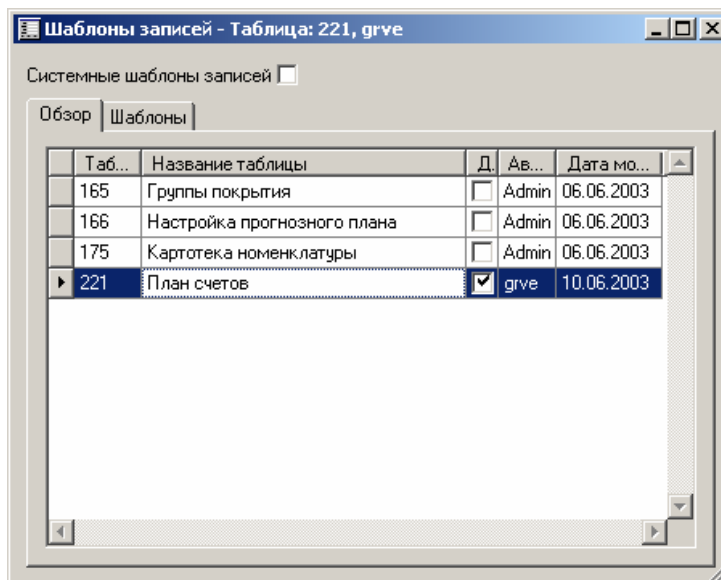 Шаблоны записей - Таблица: 221, grve
Системные шаблоны записей
Обзор Шаблоны
Таб... Название таблицы Д. Ав... Дата мо...
165 Группы покрытия Admin 06.06.2003
166 Настройка прогнозного плана Admin 06.06.2003
175 Картотека номенклатуры Admin 06.06.2003
221 План счетов grve 10.06.2003